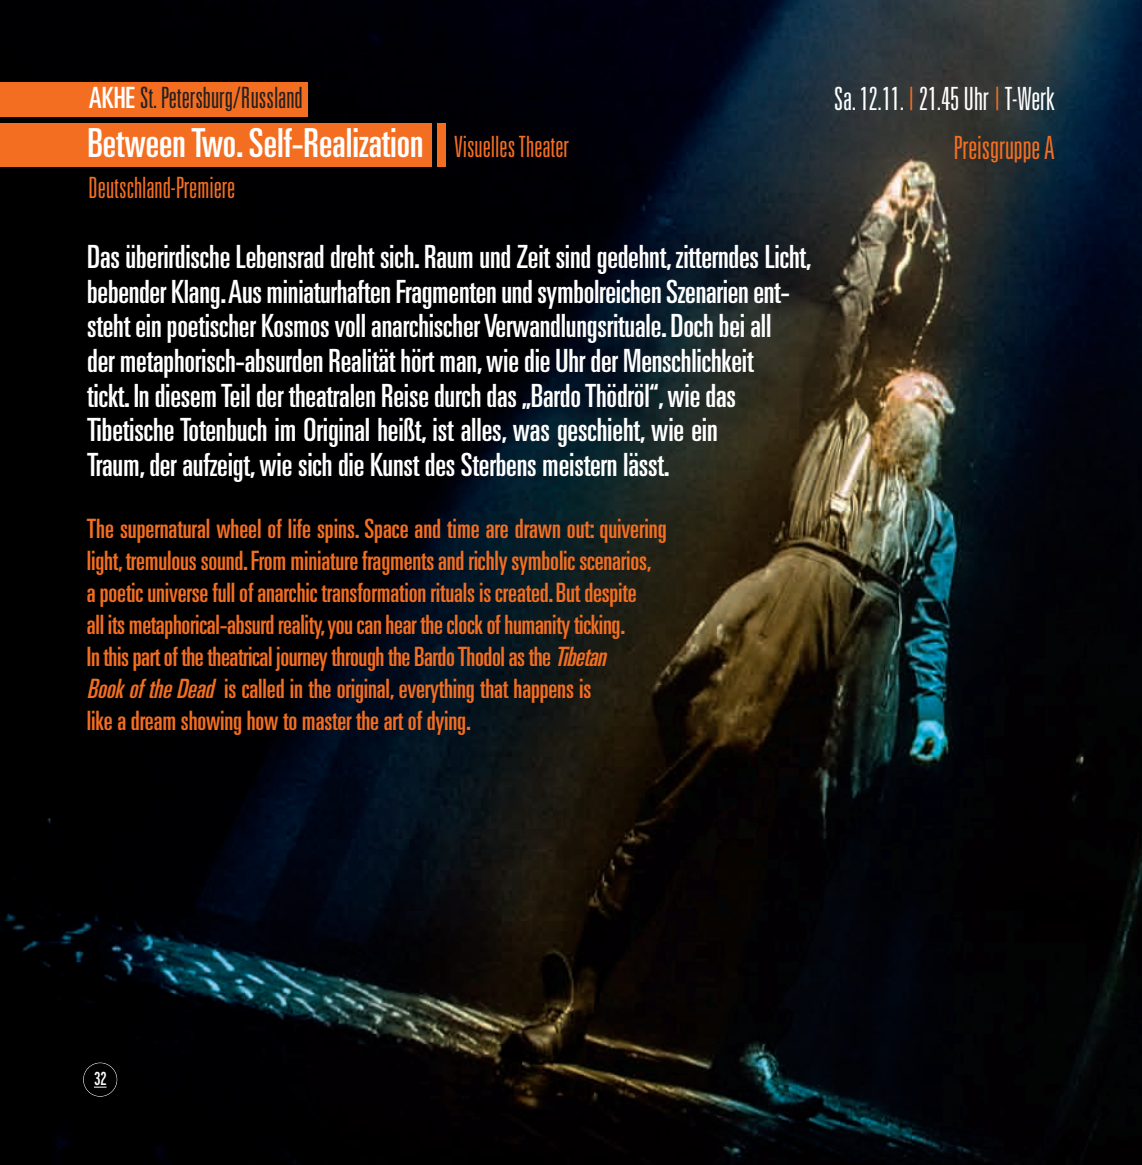 AKHE St. Petersburg/Russland
Sa. 12.11. | 21.45 Uhr | T-Werk
Between Two. Self-Realization | Visuelles Theater
Preisgruppe A
Deutschland-Premiere
Das überirdische Lebensrad dreht sich. Raum und Zeit sind gedehnt, zitterndes Licht,
bebender Klang. Aus miniaturhaften Fragmenten und symbolreichen Szenarien ent-
steht ein poetischer Kosmos voll anarchischer Verwandlungsrituale. Doch bei all
der metaphorisch-absurden Realität hört man, wie die Uhr der Menschlichkeit
tickt. In diesem Teil der theatralen Reise durch das „Bardo Thödröl“, wie das
Tibetische Totenbuch im Original heißt, ist alles, was geschieht, wie ein
Traum, der aufzeigt, wie sich die Kunst des Sterbens meistern lässt.
The supernatural wheel of life spins. Space and time are drawn out: quivering
light, tremulous sound. From miniature fragments and richly symbolic scenarios,
a poetic universe full of anarchic transformation rituals is created. But despite
all its metaphorical-absurd reality, you can hear the clock of humanity ticking.
In this part of the theatrical journey through the Bardo Thodol as the Tibetan
Book of the Dead is called in the original, everything that happens is
like a dream showing how to master the art of dying.
32